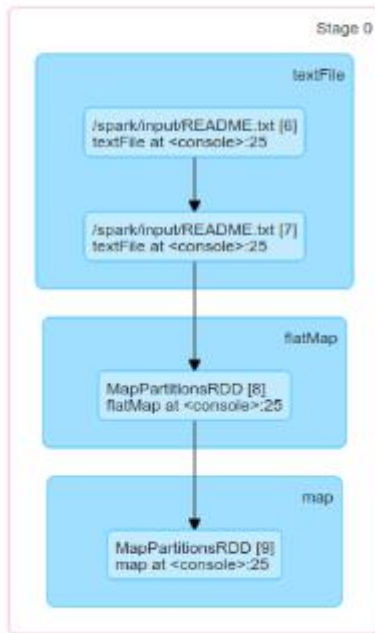 Stage 0
textFile
/spark/input/README.txt [6]
textFile at <console>:25
/spark/input/README.txt [7]
textFile at <console>:25
flatMap
MapPartitionsRDD [8]
flatMap at <console>:25
map
MapPartitionsRDD [9]
map at <console>:25